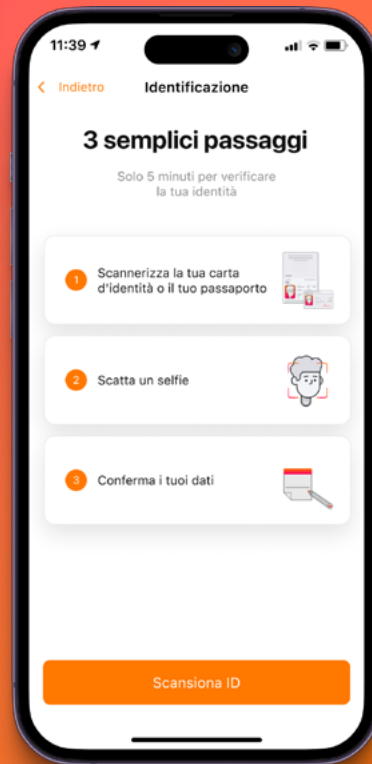 11:39
Indietro
Identificazione
3 semplici passaggi
Solo 5 minuti per verificare
la tua identità
1
Scannerizza la tua carta
d'identità o il tuo passaporto
2
Scatta un selfie
3
Conferma i tuoi dati
Scansiona ID